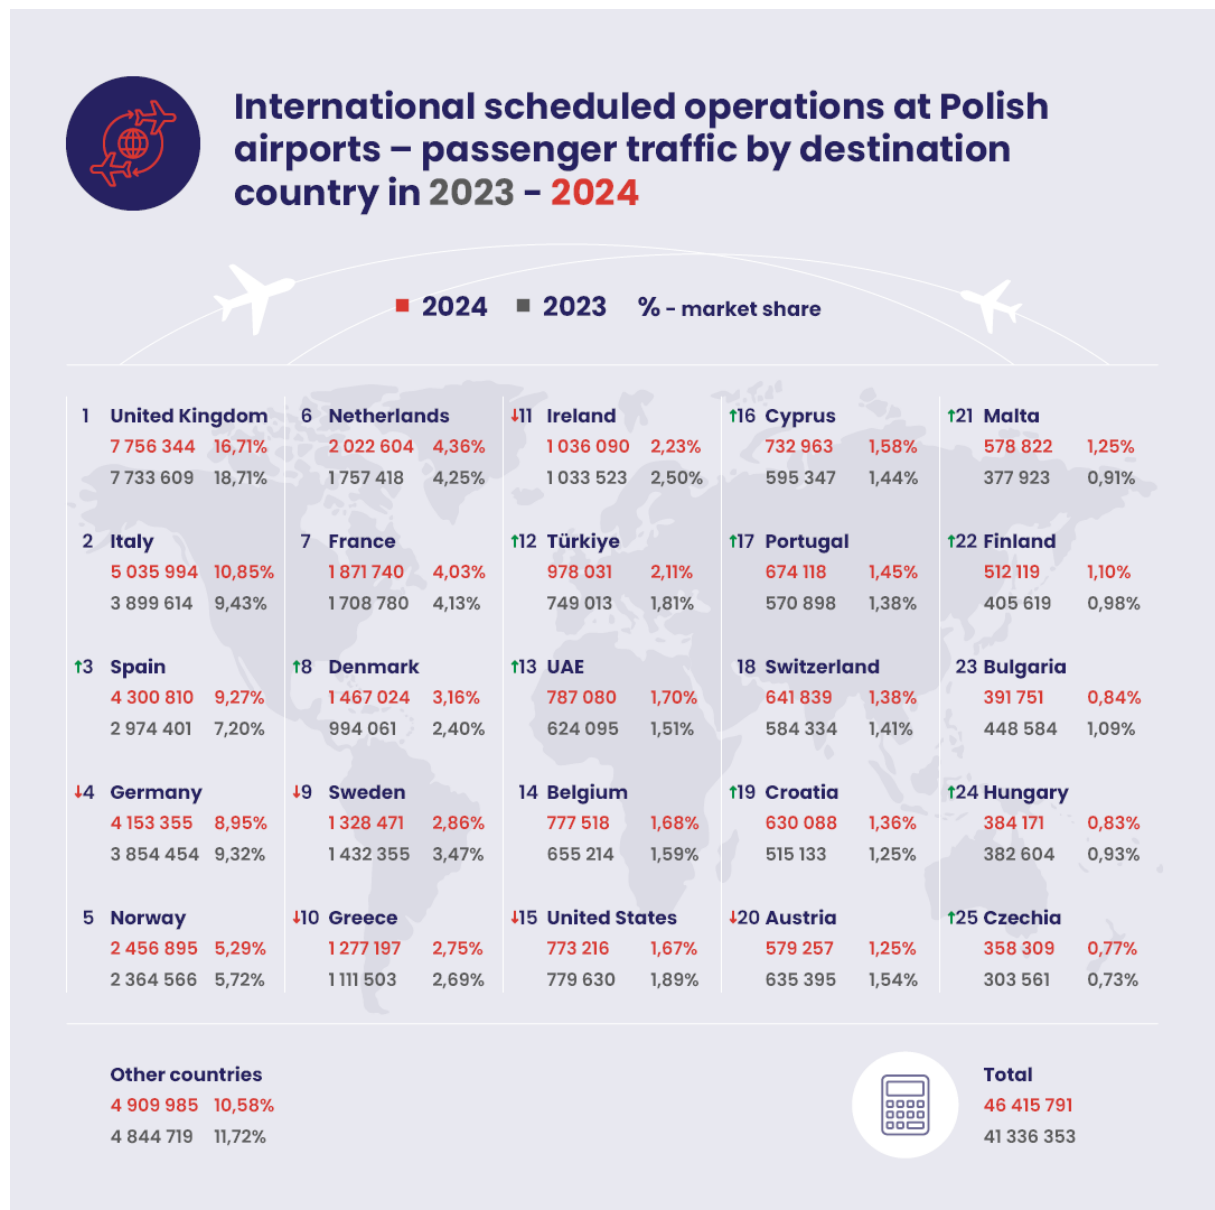 International scheduled operations at Polish
airports – passenger traffic by destination
country in 2023 - 2024
2024 2023 % - market share
1 United Kingdom
7 756 344 16,71%
7 733 609 18,71%
2 Italy
5 035 994 10,85%
3 899 614 9,43%
↑3 Spain
4 300 810 9,27%
2 974 401 7,20%
↓4 Germany
4 153 355 8,95%
3 854 454 9,32%
5 Norway
2 456 895 5,29%
2 364 566 5,72%
6 Netherlands
2 022 604 4,36%
1 757 418 4,25%
7 France
1 871 740 4,03%
1 708 780 4,13%
↑8 Denmark
1 467 024 3,16%
994 061 2,40%
↓9 Sweden
1 328 471 2,86%
1 432 355 3,47%
↓10 Greece
1 277 197 2,75%
1 111 503 2,69%
↓11 Ireland
1 036 090 2,23%
1 033 523 2,50%
↑12 Türkiye
978 031 2,11%
749 013 1,81%
↑13 UAE
787 080 1,70%
624 095 1,51%
14 Belgium
777 518 1,68%
655 214 1,59%
↓15 United States
773 216 1,67%
779 630 1,89%
↑16 Cyprus
732 963 1,58%
595 347 1,44%
↑17 Portugal
674 118 1,45%
570 898 1,38%
18 Switzerland
641 839 1,38%
584 334 1,41%
↑19 Croatia
630 088 1,36%
515 133 1,25%
↓20 Austria
579 257 1,25%
635 395 1,54%
↑21 Malta
578 822 1,25%
377 923 0,91%
↑22 Finland
512 119 1,10%
405 619 0,98%
23 Bulgaria
391 751 0,84%
448 584 1,09%
↑24 Hungary
384 171 0,83%
382 604 0,93%
↑25 Czechia
358 309 0,77%
303 561 0,73%
Other countries
4 909 985 10,58%
4 844 719 11,72%
Total
46 415 791
41 336 353